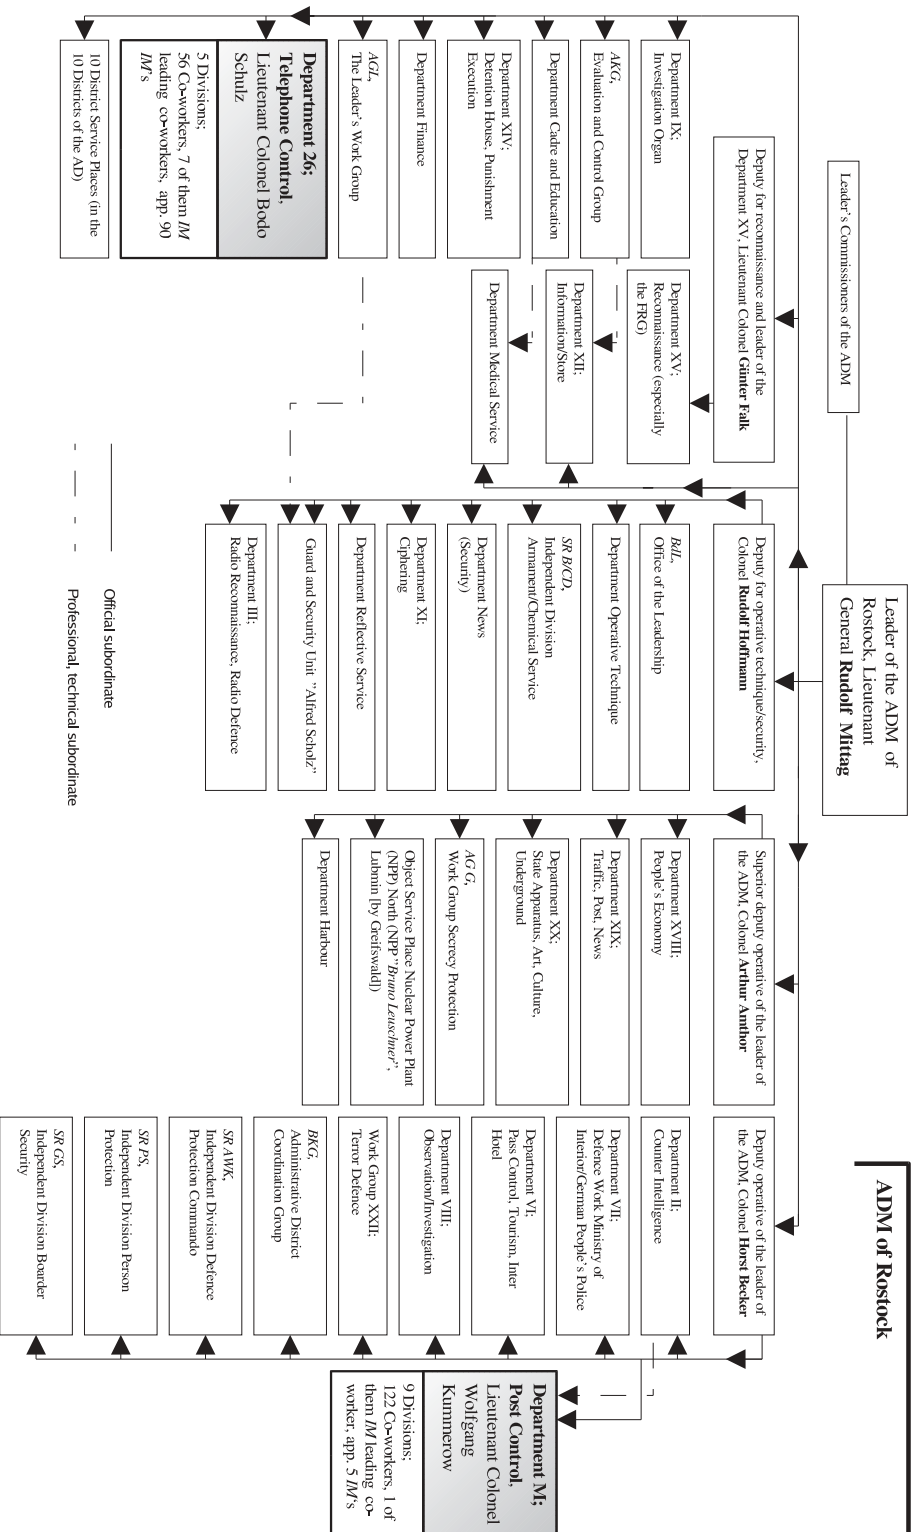 ADM of Rostock
Leader of the ADM of
Rostock, Lieutenant
General Rudolf Mittag
Leader's Commissioners of the ADM
Deputy for reconnaissance and leader of the
Department XV, Lieutenant Colonel Günter Falk
Deputy for operative technique/security,
Colonel Rudolf Hoffmann
Superior deputy operative of the leader of
the ADM, Colonel Arthur Amthor
Deputy operative of the leader of
the ADM, Colonel Horst Becker
Department IX;
Investigation Organ
AKG,
Evaluation and Control Group
Department Cadre and Education
Department XIV;
Detention House, Punishment
Execution
Department Finance
AGL,
The Leader's Work Group
Department 26;
Telephone Control,
Lieutenant Colonel Bodo
Schulz
5 Divisions;
56 Co-workers, 7 of them IM
leading co-workers, app. 90
IM's
10 District Service Places (in the
10 Districts of the AD)
Department XV;
Reconnaissance (especially
the FRG)
Department XII;
Information/Store
Department Medical Service
BdL,
Office of the Leadership
Department Operative Technique
SR B/CD,
Independent Division
Armament/Chemical Service
Department News
(Security)
Department XI;
Ciphering
Department Reflective Service
Guard and Security Unit "Alfred Scholz"
Department III;
Radio Reconnaissance, Radio Defence
Department XVIII;
People's Economy
Department XIX;
Traffic, Post, News
Department XX;
State Apparatus, Art, Culture,
Underground
AG G,
Work Group Secrecy Protection
Object Service Place Nuclear Power Plant
(NPP) North (NPP "Bruno Leuschner",
Lubmin [by Greifswald])
Department Harbour
Department II;
Counter Intelligence
Department VII;
Defence Work Ministry of
Interior/German People's Police
Department VI;
Pass Control, Tourism, Inter
Hotel
Department VIII;
Observation/Investigation
Work Group XXII;
Terror Defence
BKG,
Administrative District
Coordination Group
SR AWK,
Independent Division Defence
Protection Commando
SR PS,
Independent Division Person
Protection
SR GS,
Independent Division Boarder
Security
Department M;
Post Control,
Lieutenant Colonel
Wolfgang
Kummerow
9 Divisions;
122 Co-workers, 1 of
them IM leading co-
worker, app. 5 IM's
Official subordinate
Professional, technical subordinate